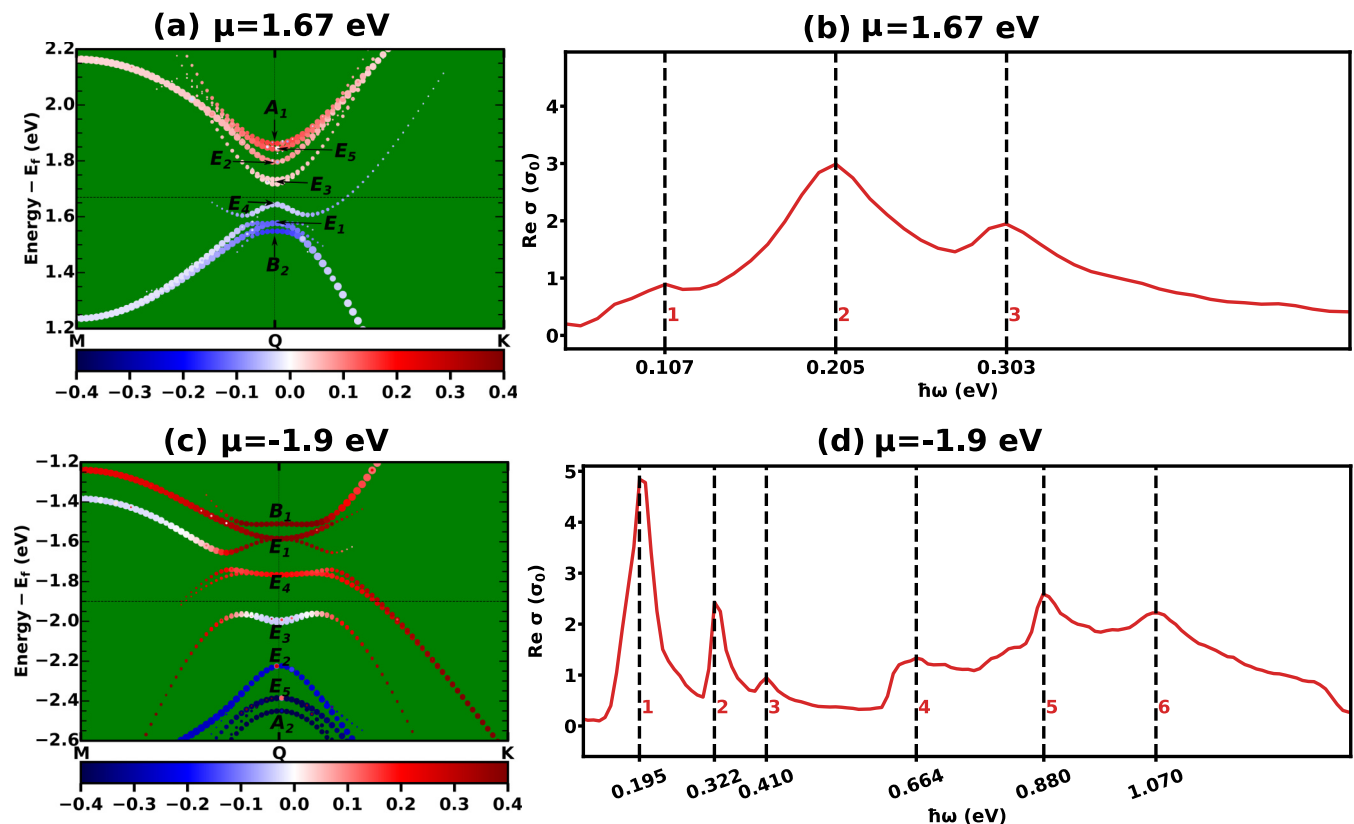 (a) μ=1.67 eV
Energy − E_f (eV)
2.2
2.0
1.8
1.6
1.4
1.2
A_1
E_2
E_5
E_3
E_4
E_1
B_2
M Q K
−0.4 −0.3 −0.2 −0.1 0.0 0.1 0.2 0.3 0.4
(b) μ=1.67 eV
Re σ (σ_0)
4
3
2
1
0
1 2 3
0.107 0.205 0.303
ħω (eV)
(c) μ=-1.9 eV
Energy − E_f (eV)
−1.2
−1.4
−1.6
−1.8
−2.0
−2.2
−2.4
−2.6
B_1
E_1
E_4
E_3
E_2
E_5
A_2
M Q K
−0.4 −0.3 −0.2 −0.1 0.0 0.1 0.2 0.3 0.4
(d) μ=-1.9 eV
Re σ (σ_0)
5
4
3
2
1
0
1 2 3 4 5 6
0.195 0.322 0.410 0.664 0.880 1.070
ħω (eV)